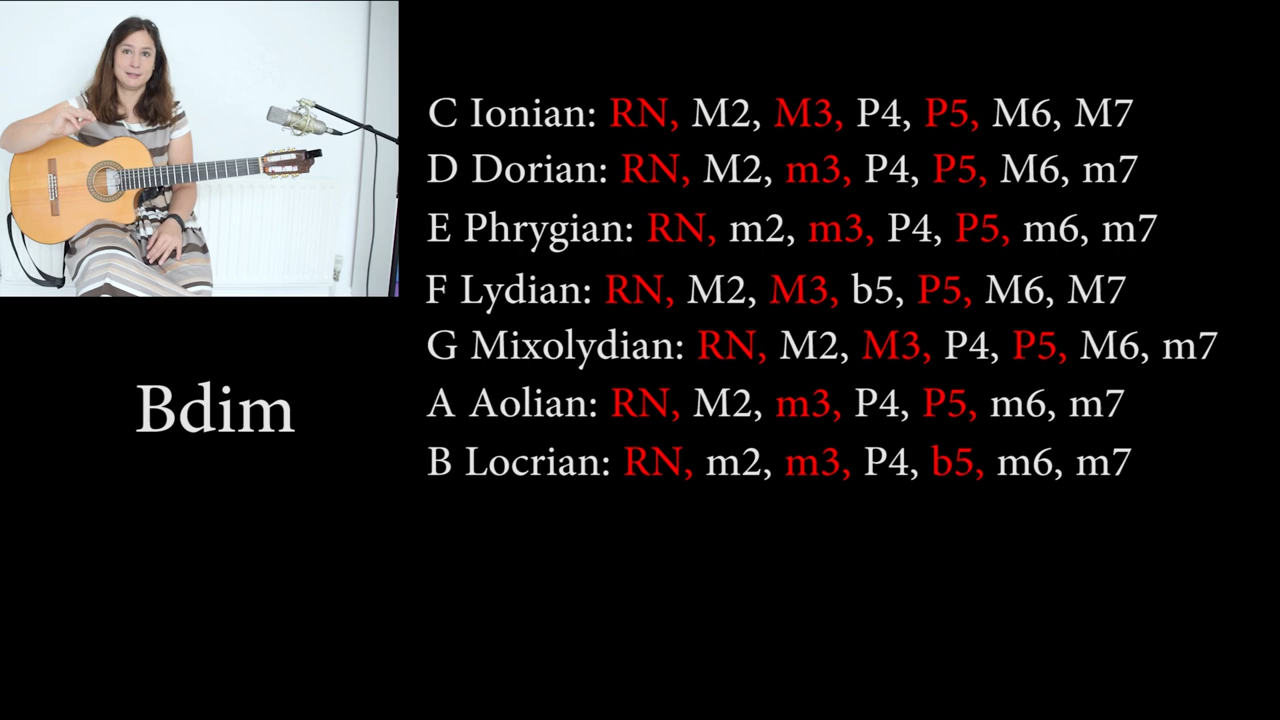 C Ionian: RN, M2, M3, P4, P5, M6, M7
D Dorian: RN, M2, m3, P4, P5, M6, m7
E Phrygian: RN, m2, m3, P4, P5, m6, m7
F Lydian: RN, M2, M3, b5, P5, M6, M7
G Mixolydian: RN, M2, M3, P4, P5, M6, m7
A Aolian: RN, M2, m3, P4, P5, m6, m7
B Locrian: RN, m2, m3, P4, b5, m6, m7
Bdim